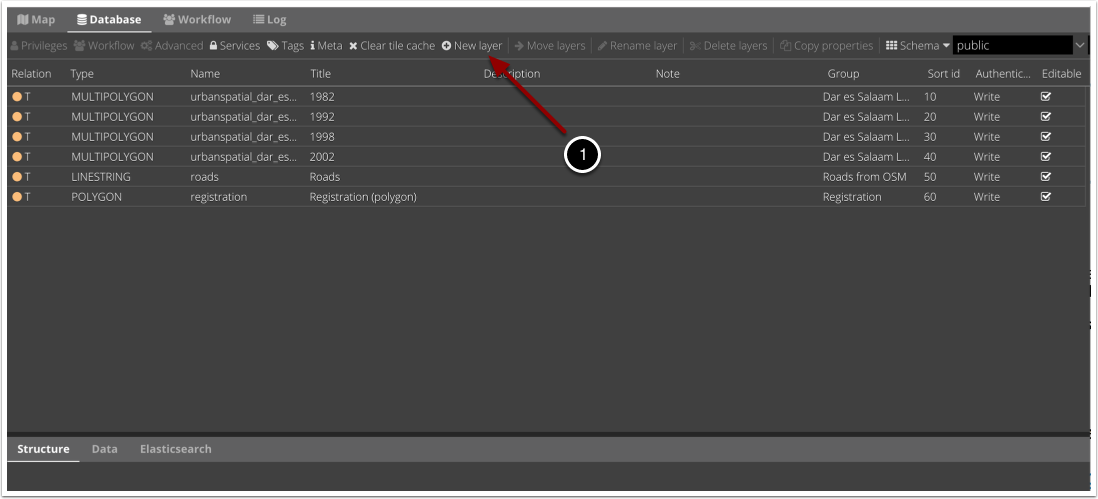 Map Database Workflow Log
Privileges Workflow Advanced Services Tags Meta Clear tile cache New layer Move layers Rename layer Delete layers Copy properties Schema public
Relation Type Name Title Description Note Group Sort id Authentic... Editable
T MULTIPOLYGON urbanspatial_dar_es... 1982 Dar es Salaam L... 10 Write
T MULTIPOLYGON urbanspatial_dar_es... 1992 Dar es Salaam L... 20 Write
T MULTIPOLYGON urbanspatial_dar_es... 1998 Dar es Salaam L... 30 Write
T MULTIPOLYGON urbanspatial_dar_es... 2002 Dar es Salaam L... 40 Write
1
T LINESTRING roads Roads Roads from OSM 50 Write
T POLYGON registration Registration (polygon) Registration 60 Write
Structure Data Elasticsearch